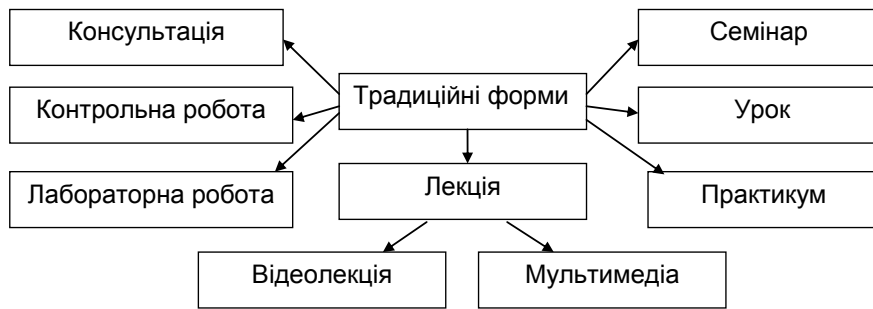 Консультація
Семінар
Традиційні форми
Контрольна робота
Урок
Лабораторна робота
Лекція
Практикум
Відеолекція
Мультимедіа